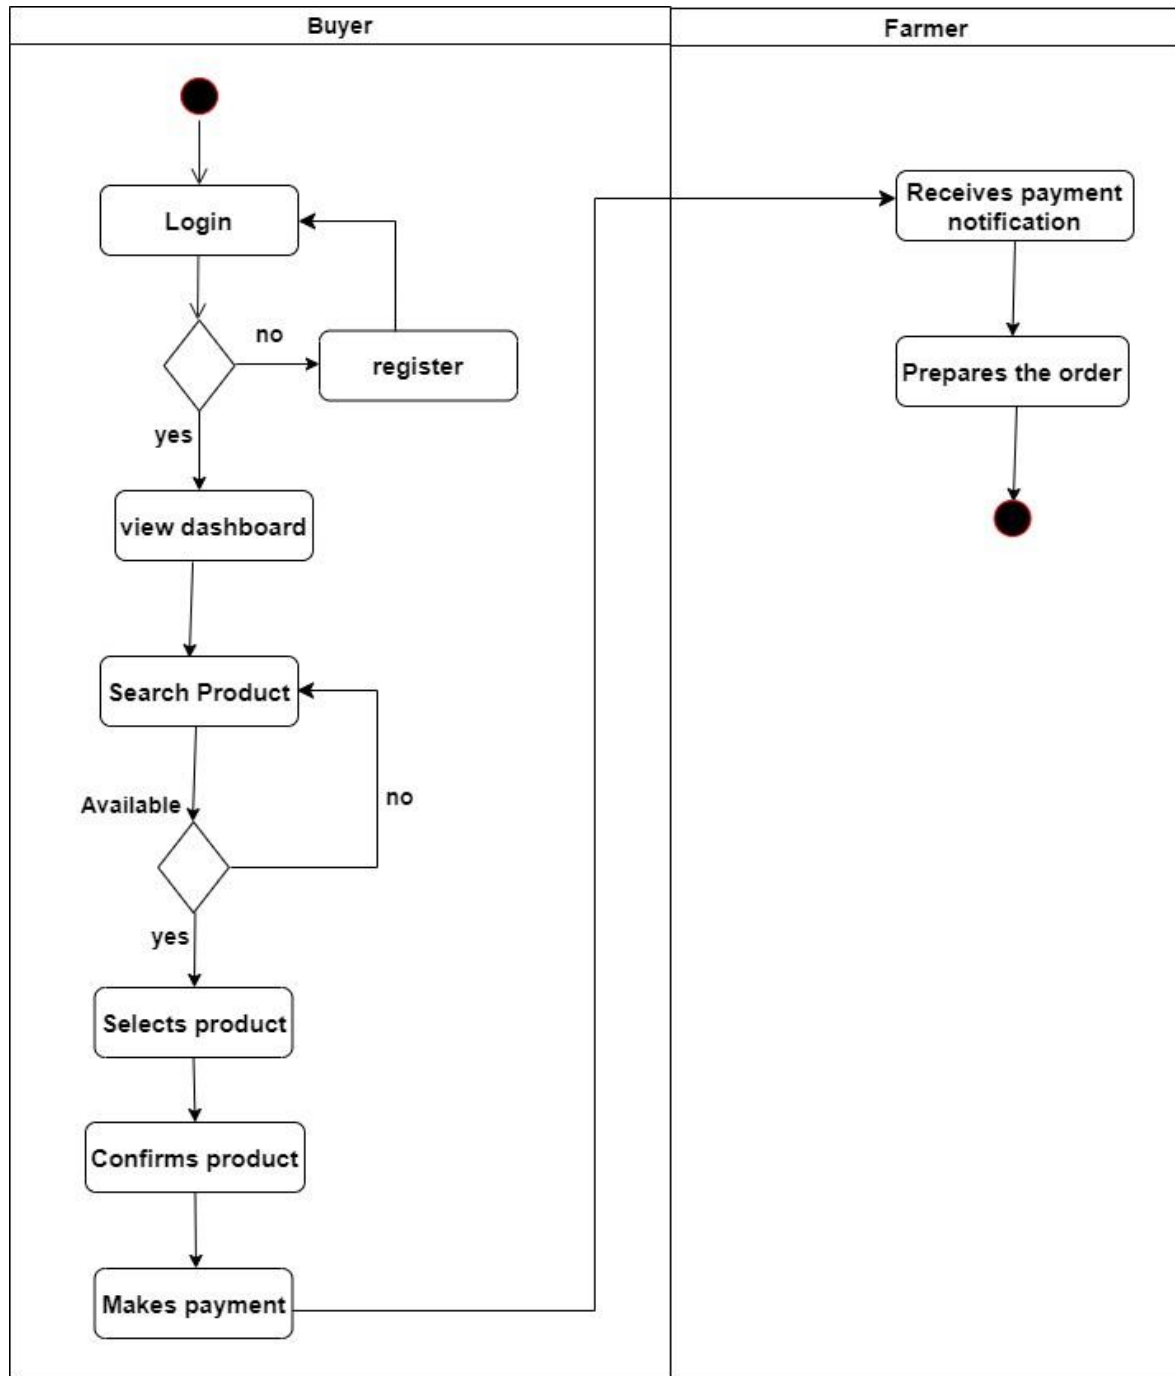 Buyer
Farmer
Login
no
register
yes
view dashboard
Search Product
Available
no
yes
Selects product
Confirms product
Makes payment
Receives payment
notification
Prepares the order